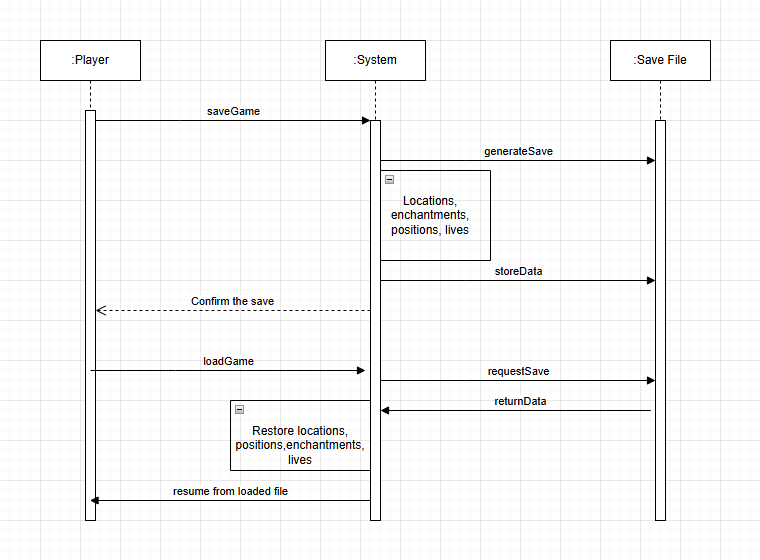 :Player
:System
:Save File
saveGame
generateSave
Locations,
enchantments,
positions, lives
storeData
Confirm the save
loadGame
requestSave
returnData
Restore locations,
positions,enchantments,
lives
resume from loaded file